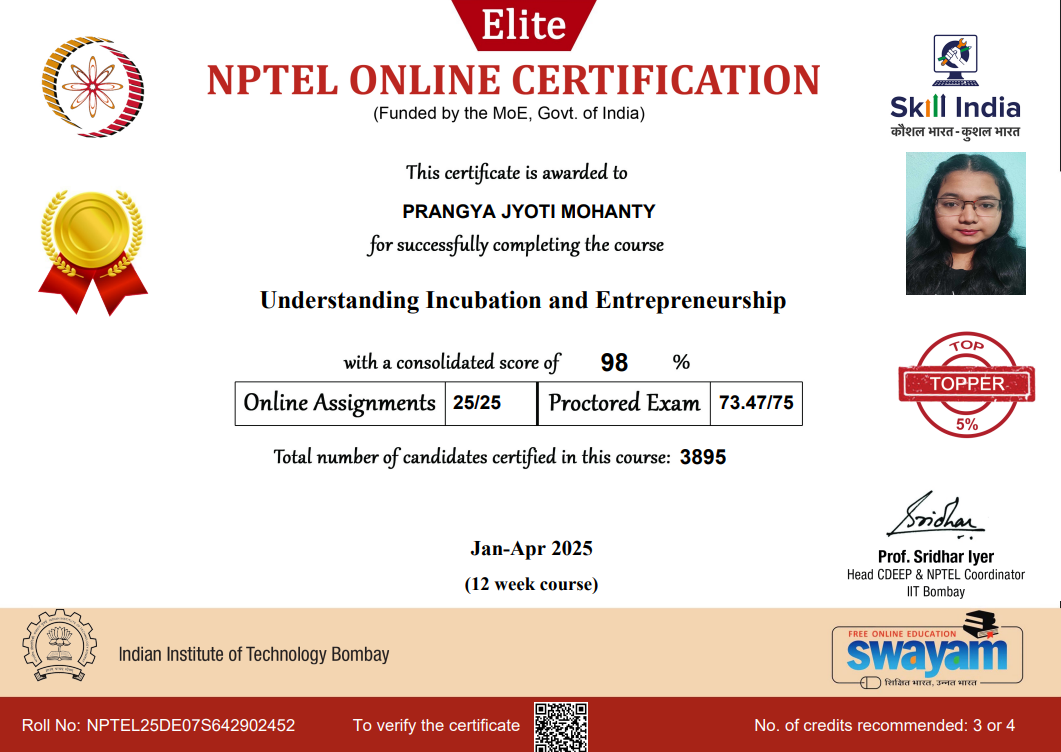 Elite
NPTEL ONLINE CERTIFICATION
(Funded by the MoE, Govt. of India)
Skill India
कौशल भारत - कुशल भारत
This certificate is awarded to
PRANGYA JYOTI MOHANTY
for successfully completing the course
Understanding Incubation and Entrepreneurship
with a consolidated score of 98 %
Online Assignments 25/25 Proctored Exam 73.47/75
TOP
TOPPER
5%
Total number of candidates certified in this course: 3895
Sridhar
Jan-Apr 2025
(12 week course)
Prof. Sridhar Iyer
Head CDEEP & NPTEL Coordinator
IIT Bombay
Indian Institute of Technology Bombay
FREE ONLINE EDUCATION
swayam
शिक्षित भारत, उन्नत भारत
Roll No: NPTEL25DE07S642902452 To verify the certificate No. of credits recommended: 3 or 4